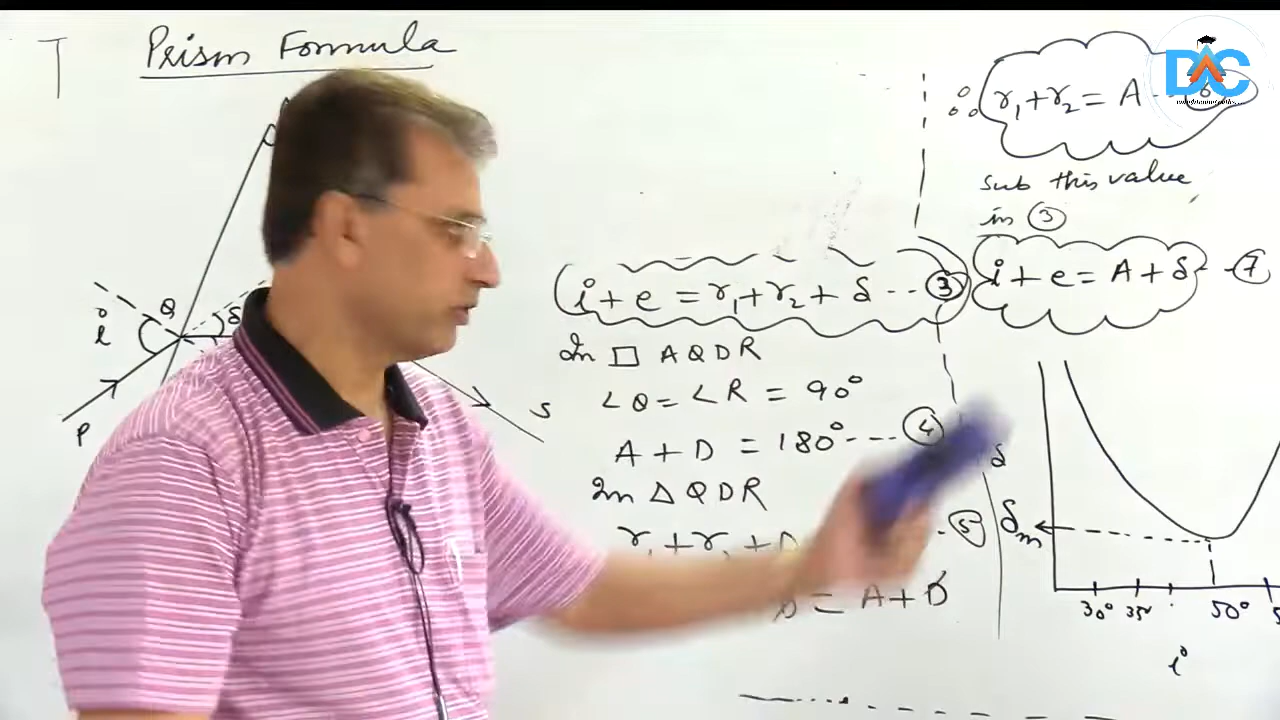 Prism Formula
Q
i
δ
P
S
i + e = r₁ + r₂ + δ ---- ③
In □ AQDR
∠Q = ∠R = 90°
A + D = 180° ---- ④
In △ QDR
⑤
= A + D
∴ r₁ + r₂ = A
DAC
sub this value
in ③
i + e = A + δ - ⑦
δ
δm
30° 35° 50°
i